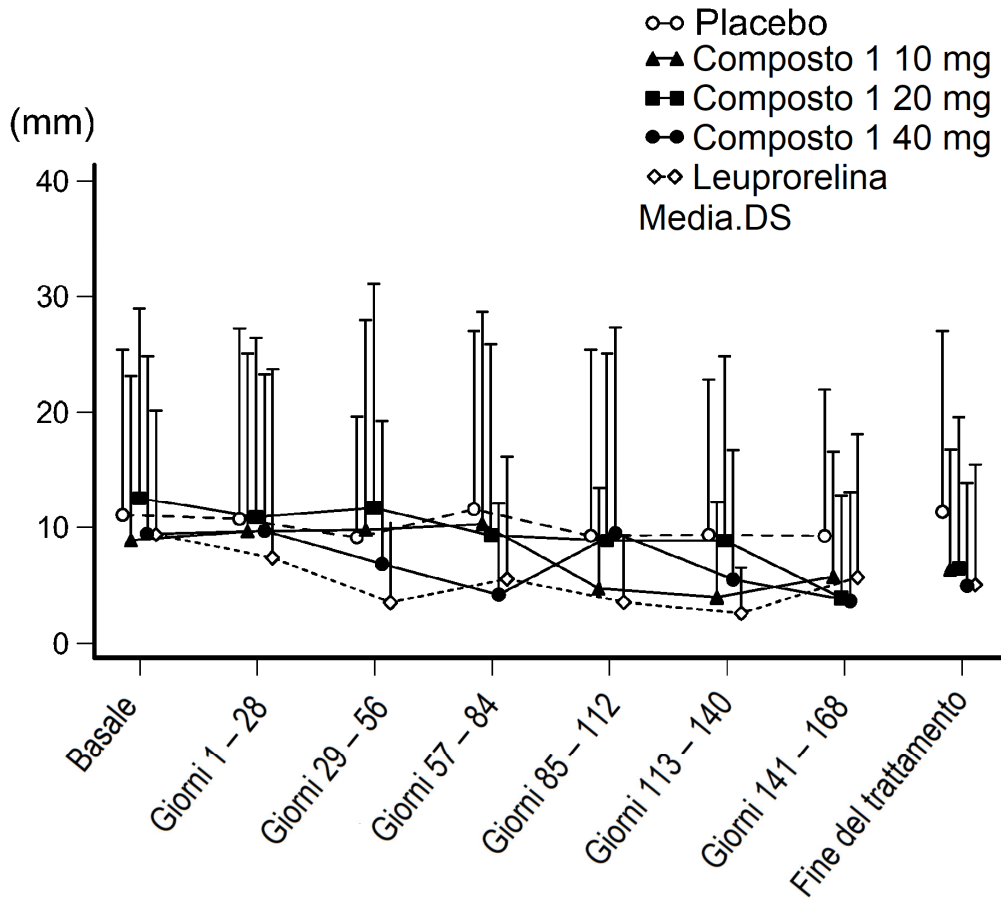 Placebo
Composto 1 10 mg
Composto 1 20 mg
Composto 1 40 mg
Leuprorelina
Media.DS
(mm)
40
30
20
10
0
Basale
Giorni 1 – 28
Giorni 29 – 56
Giorni 57 – 84
Giorni 85 – 112
Giorni 113 – 140
Giorni 141 – 168
Fine del trattamento